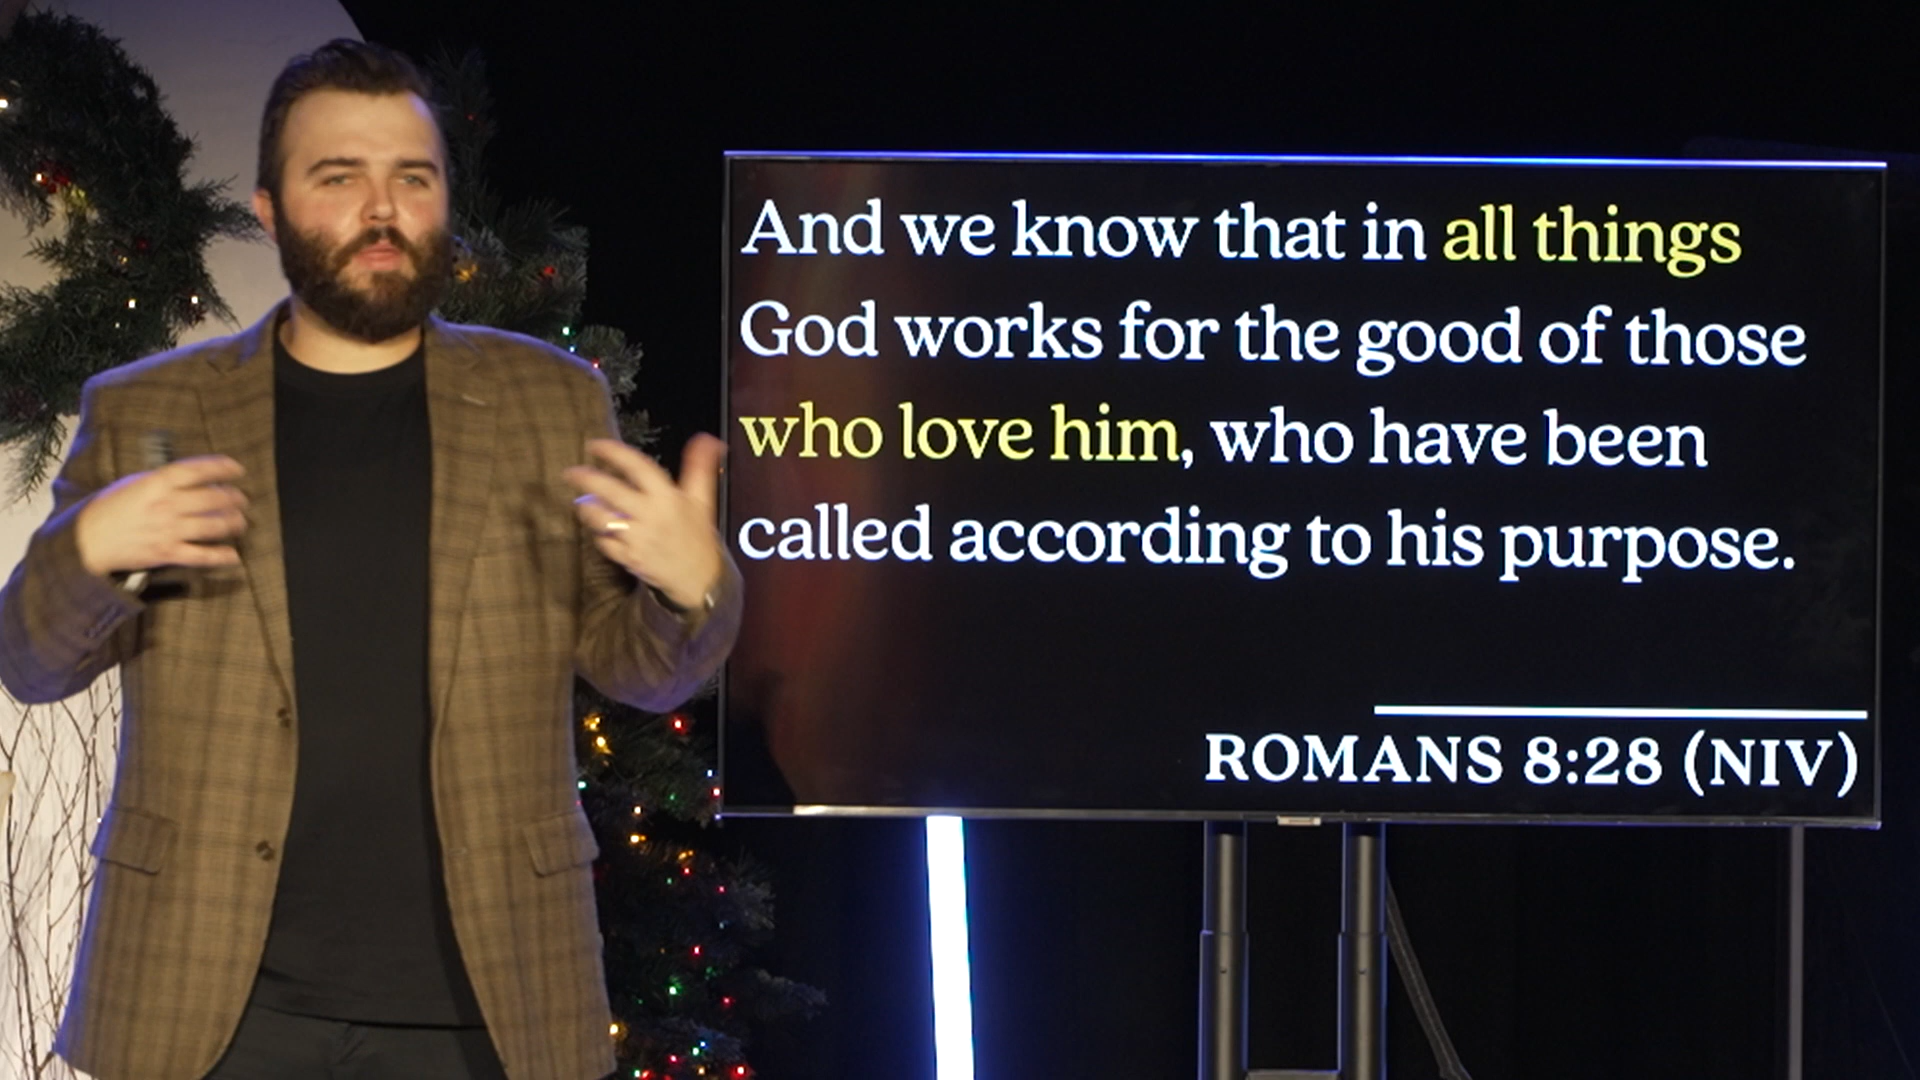 And we know that in all things
God works for the good of those
who love him, who have been
called according to his purpose.
ROMANS 8:28 (NIV)